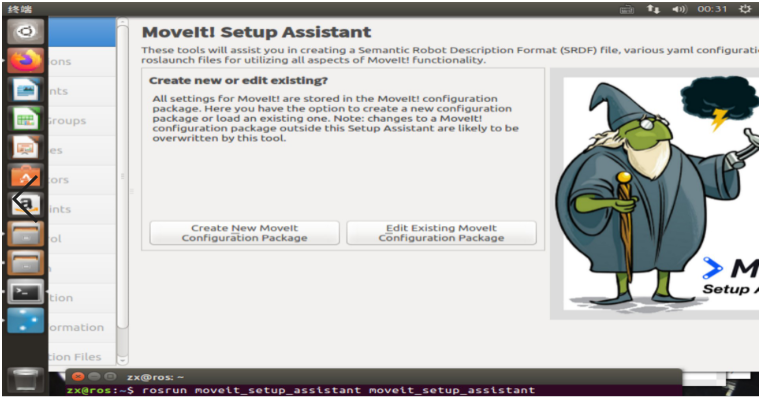 终端
00:31
MoveIt! Setup Assistant
These tools will assist you in creating a Semantic Robot Description Format (SRDF) file, various yaml configurati
roslaunch files for utilizing all aspects of MoveIt! functionality.
Create new or edit existing?
All settings for MoveIt! are stored in the MoveIt! configuration
package. Here you have the option to create a new configuration
package or load an existing one. Note: changes to a MoveIt!
configuration package outside this Setup Assistant are likely to be
overwritten by this tool.
Create New MoveIt
Configuration Package
Edit Existing MoveIt
Configuration Package
ons
nts
Groups
es
ors
ints
ol
tion
ormation
tion Files
M
Setup A
zx@ros: ~
zx@ros:~$ rosrun moveit_setup_assistant moveit_setup_assistant